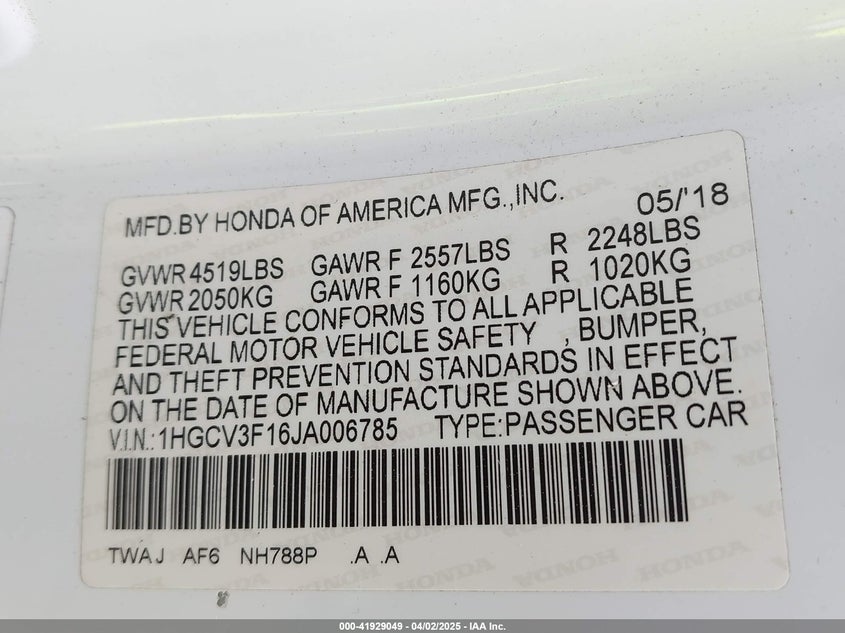 MFD.BY HONDA OF AMERICA MFG.,INC. 05/'18
GVWR 4519LBS GAWR F 2557LBS R 2248LBS
GVWR 2050KG GAWR F 1160KG R 1020KG
THIS VEHICLE CONFORMS TO ALL APPLICABLE
FEDERAL MOTOR VEHICLE SAFETY , BUMPER,
AND THEFT PREVENTION STANDARDS IN EFFECT
ON THE DATE OF MANUFACTURE SHOWN ABOVE.
V.I.N.:1HGCV3F16JA006785 TYPE:PASSENGER CAR
TWAJ AF6 NH788P .A .A
000-41929049 - 04/02/2025 - IAA Inc.